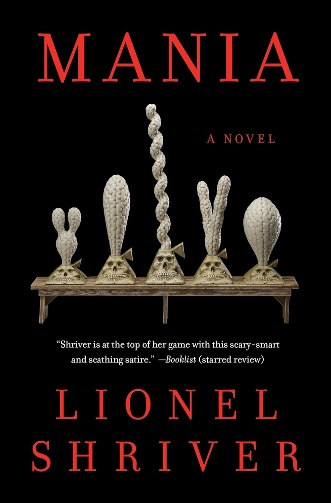 MANIA
A NOVEL
“Shriver is at the top of her game with this scary-smart
and scathing satire.” —Booklist (starred review)
LIONEL
SHRIVER